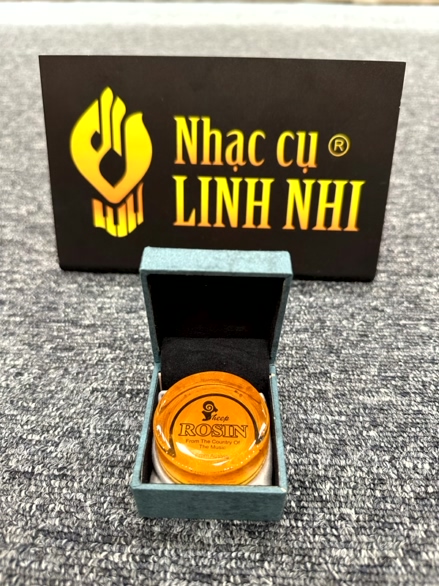 Nhạc cụ ®
LINH NHI
Sheep
ROSIN
From The Country Of
The Music